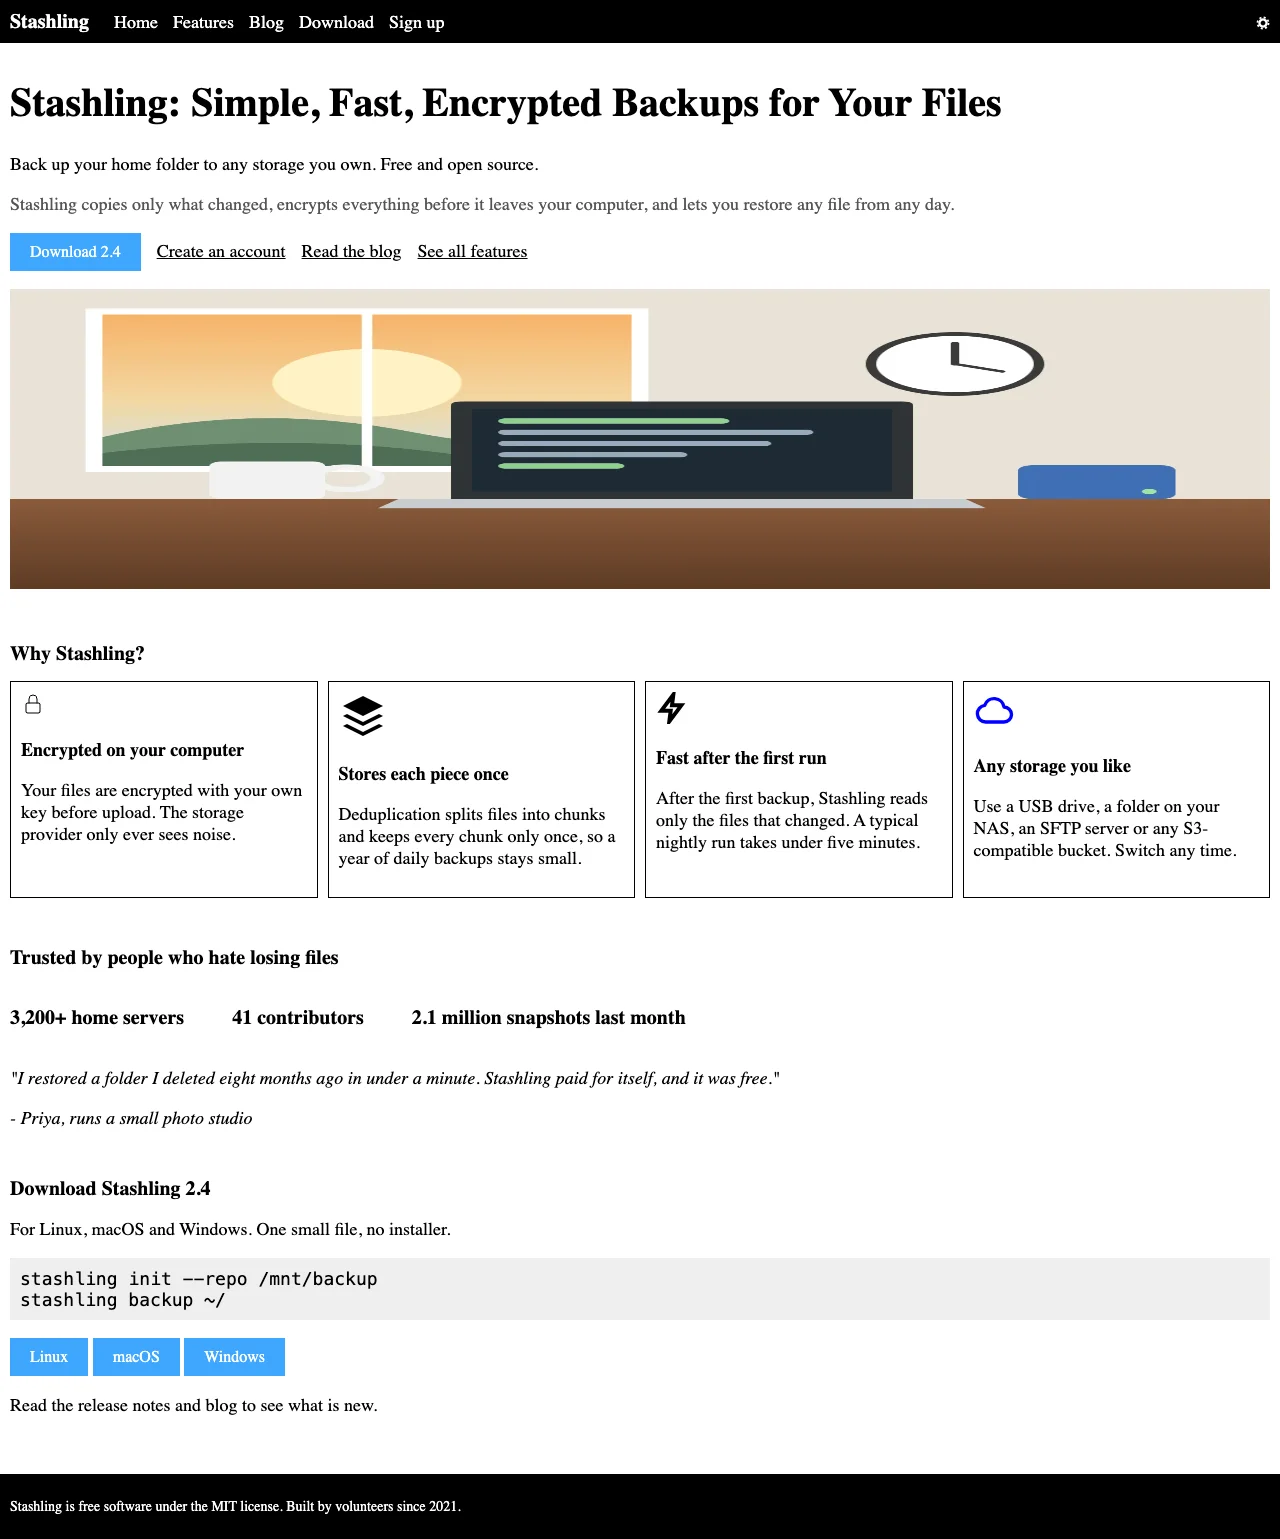 Stashling Home Features Blog Download Sign up
Stashling: Simple, Fast, Encrypted Backups for Your Files
Back up your home folder to any storage you own. Free and open source.
Stashling copies only what changed, encrypts everything before it leaves your computer, and lets you restore any file from any day.
Download 2.4 Create an account Read the blog See all features
Why Stashling?
Encrypted on your computer
Your files are encrypted with your own
key before upload. The storage
provider only ever sees noise.
Stores each piece once
Deduplication splits files into chunks
and keeps every chunk only once, so a
year of daily backups stays small.
Fast after the first run
After the first backup, Stashling reads
only the files that changed. A typical
nightly run takes under five minutes.
Any storage you like
Use a USB drive, a folder on your
NAS, an SFTP server or any S3-
compatible bucket. Switch any time.
Trusted by people who hate losing files
3,200+ home servers 41 contributors 2.1 million snapshots last month
"I restored a folder I deleted eight months ago in under a minute. Stashling paid for itself, and it was free."
- Priya, runs a small photo studio
Download Stashling 2.4
For Linux, macOS and Windows. One small file, no installer.
stashling init --repo /mnt/backup
stashling backup ~/
Linux macOS Windows
Read the release notes and blog to see what is new.
Stashling is free software under the MIT license. Built by volunteers since 2021.